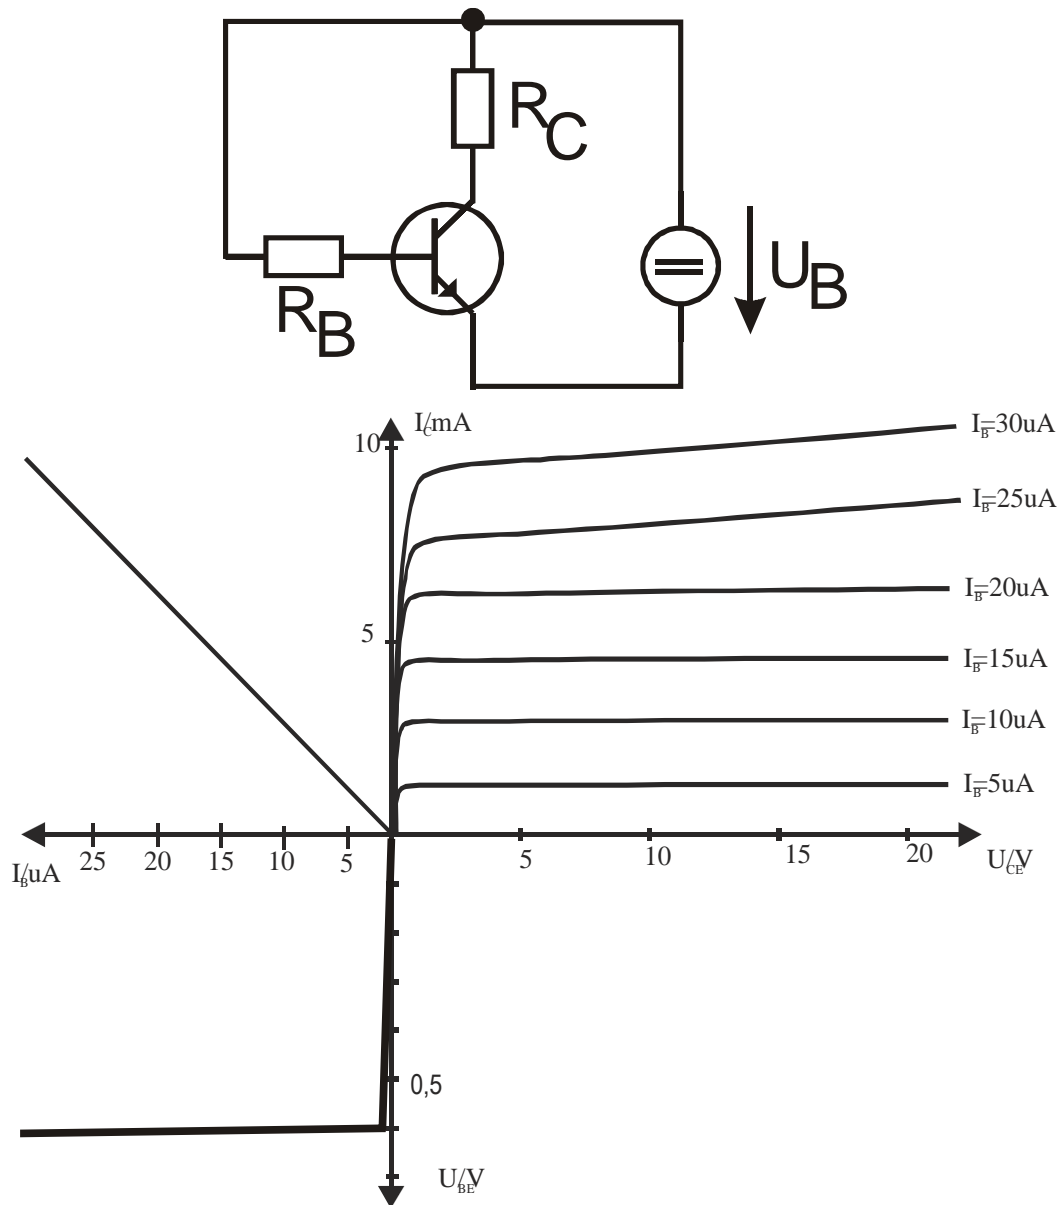 R_C
R_B
U_B
I_C/mA
10
5
I_B=30uA
I_B=25uA
I_B=20uA
I_B=15uA
I_B=10uA
I_B=5uA
25 20 15 10 5
5 10 15 20
I_B/uA
U_CE/V
0,5
U_BE/V